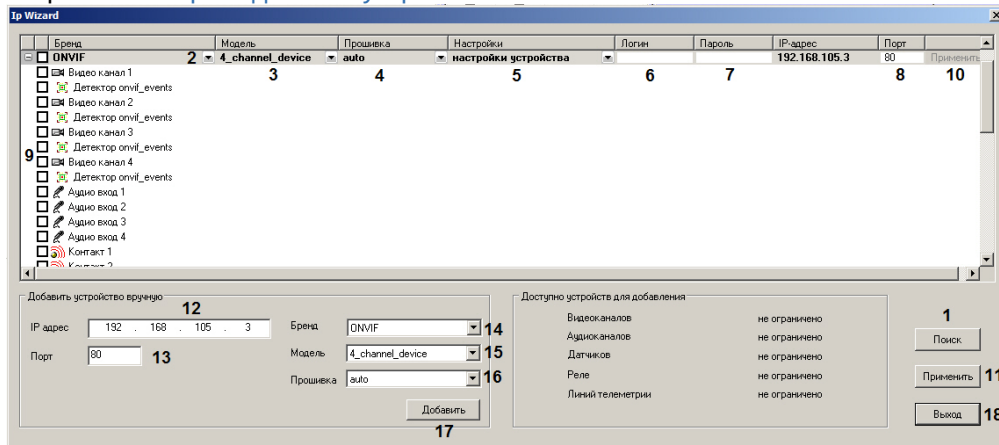 Ip Wizard
Бренд Модель Прошивка Настройки Логин Пароль IP-адрес Порт
ONVIF 2 4_channel_device auto настройки устройства 192.168.105.3 80 Применить
3 4 5 6 7 8 10
Видео канал 1
Детектор onvif_events
Видео канал 2
Детектор onvif_events
Видео канал 3
Детектор onvif_events
9 Видео канал 4
Детектор onvif_events
Аудио вход 1
Аудио вход 2
Аудио вход 3
Аудио вход 4
Контакт 1
Контакт 2
Добавить устройство вручную
12
IP адрес 192 . 168 . 105 . 3
Порт 80 13
Бренд ONVIF 14
Модель 4_channel_device 15
Прошивка auto 16
Добавить
17
Доступно устройств для добавления
Видеоканалов не ограничено
Аудиоканалов не ограничено
Датчиков не ограничено
Реле не ограничено
Линий телеметрии не ограничено
1
Поиск
Применить 11
Выход 18